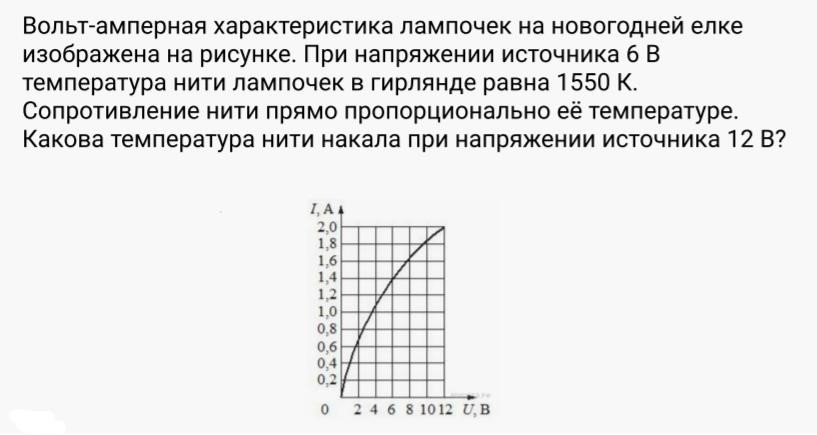 Вольт-амперная характеристика лампочек на новогодней елке
изображена на рисунке. При напряжении источника 6 В
температура нити лампочек в гирлянде равна 1550 К.
Сопротивление нити прямо пропорционально её температуре.
Какова температура нити накала при напряжении источника 12 В?
I, А
2,0
1,8
1,6
1,4
1,2
1,0
0,8
0,6
0,4
0,2
0 2 4 6 8 10 12 U, В